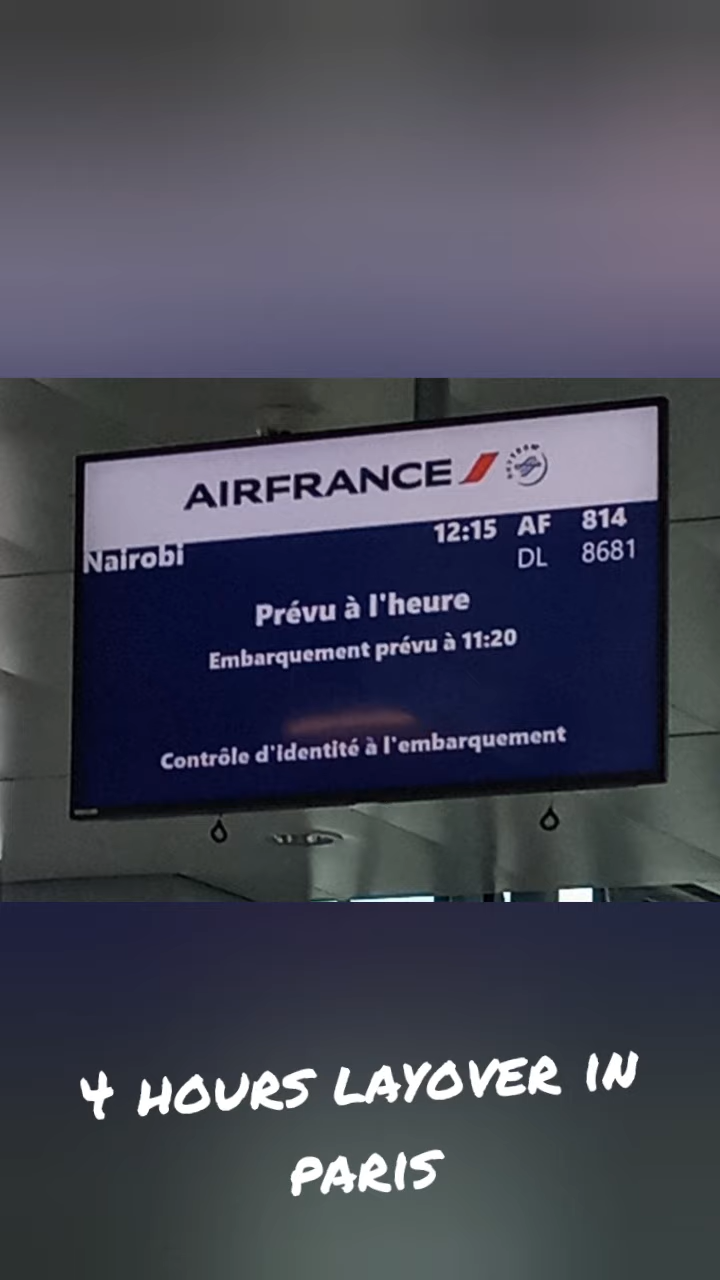 AIRFRANCE
Nairobi 12:15 AF 814
DL 8681
Prévu à l'heure
Embarquement prévu à 11:20
Contrôle d'identité à l'embarquement
4 HOURS LAYOVER IN
PARIS